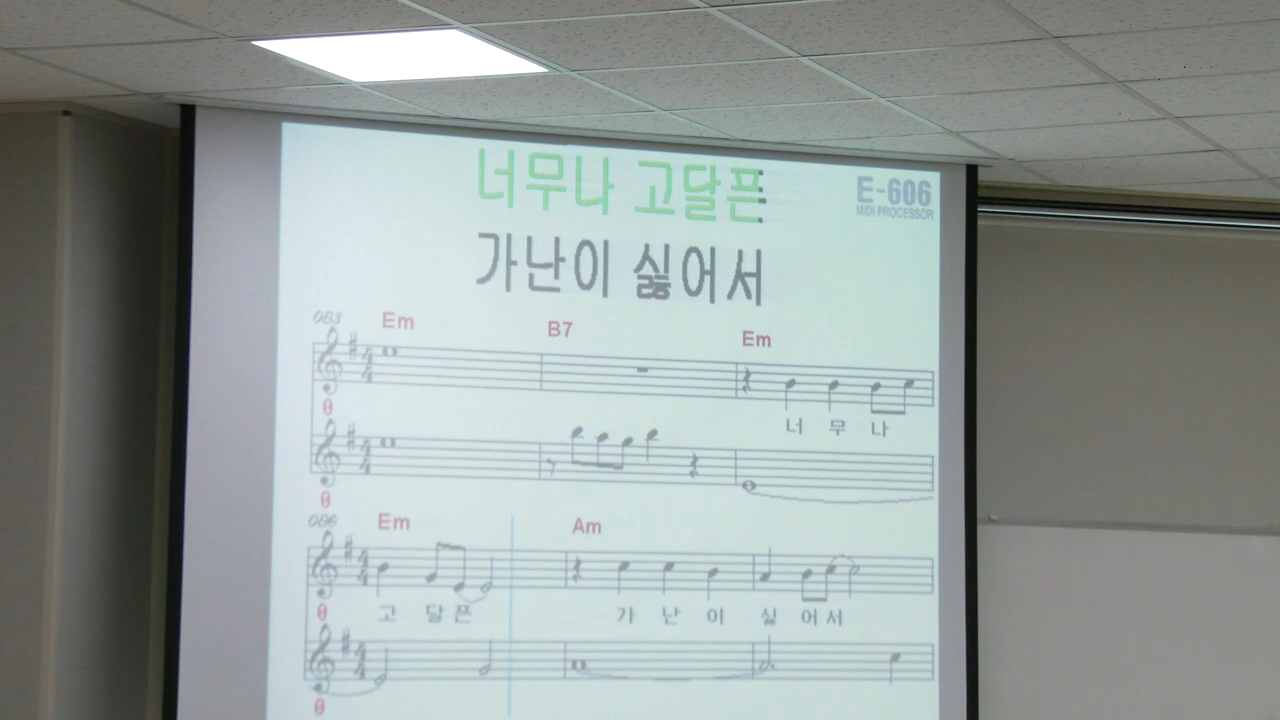 너무나 고달픈
E-606
MIDI PROCESSOR
가난이 싫어서
083
Em B7 Em
너 무 나
086
Em Am
고 달 픈 가 난 이 싫 어 서